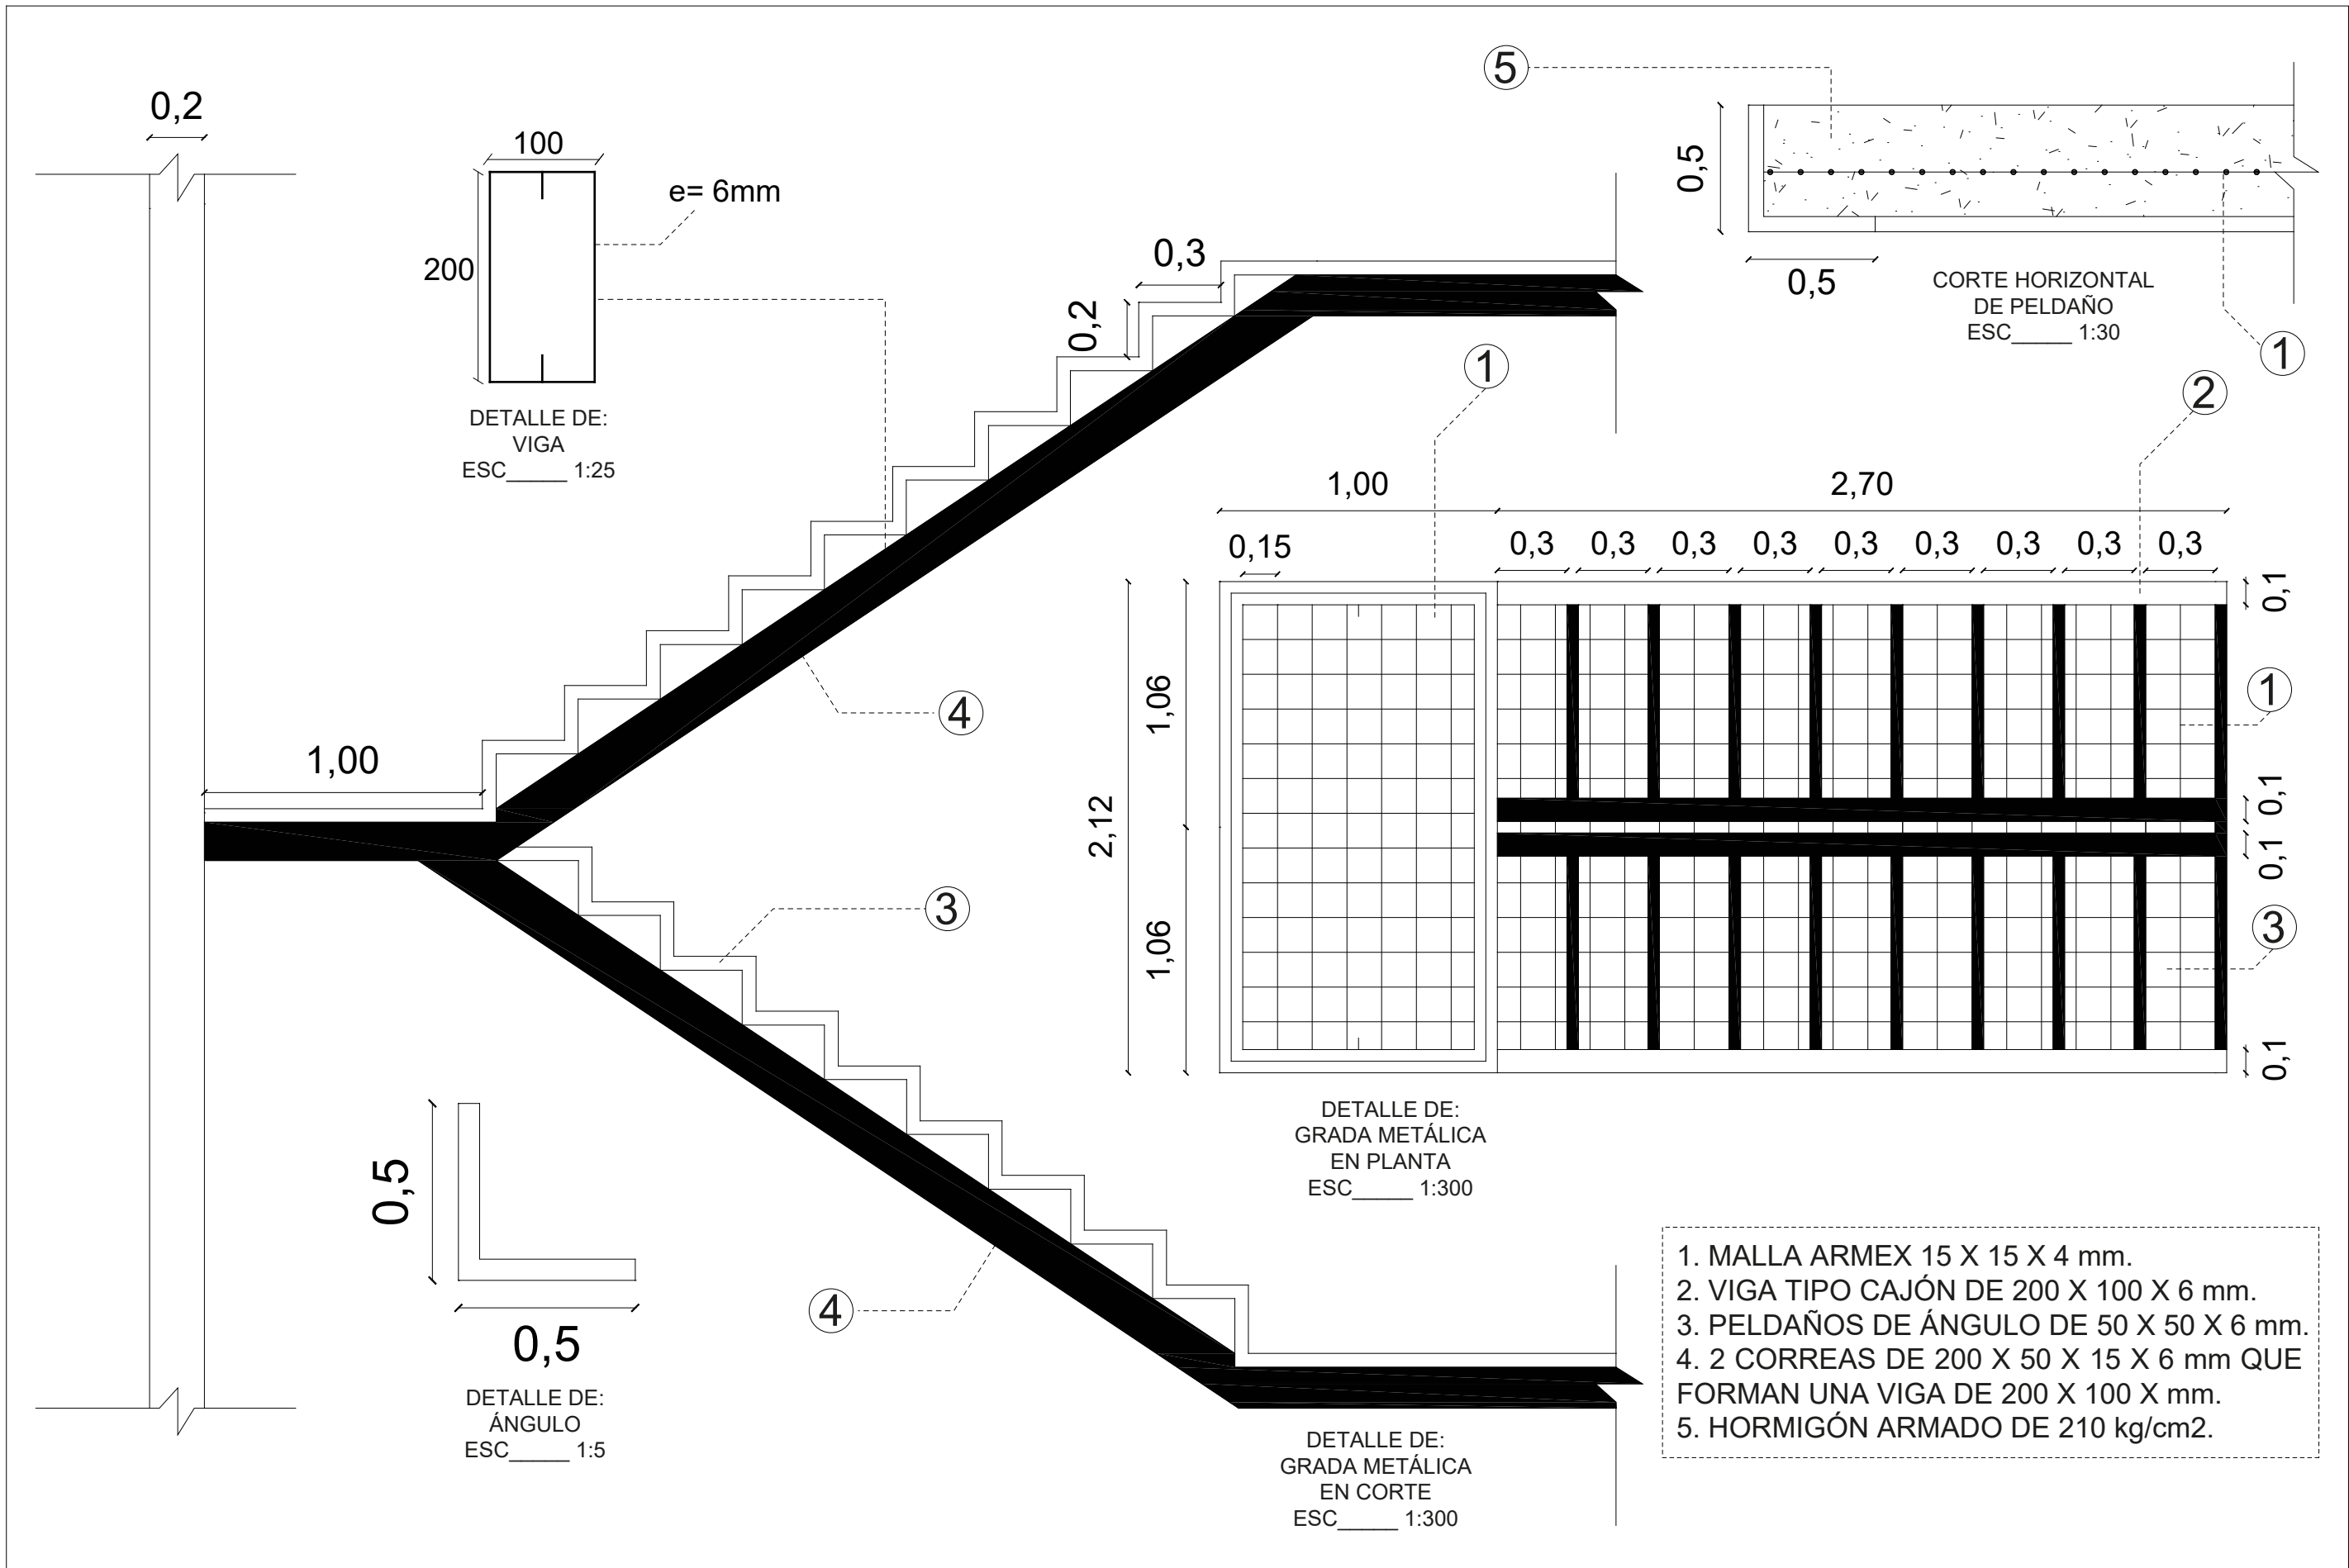 0,2
100
200
e= 6mm
DETALLE DE:
VIGA
ESC_____ 1:25
0,3
0,2
5
0,5
0,5
CORTE HORIZONTAL
DE PELDAÑO
ESC_____ 1:30
1
1
2
1,00
2,70
0,15
0,3
0,3
0,3
0,3
0,3
0,3
0,3
0,3
0,3
0,1
1,06
1
4
1,00
2,12
0,1
0,1
3
1,06
3
0,1
DETALLE DE:
GRADA METÁLICA
EN PLANTA
ESC_____ 1:300
0,5
0,5
4
DETALLE DE:
ÁNGULO
ESC_____ 1:5
DETALLE DE:
GRADA METÁLICA
EN CORTE
ESC_____ 1:300
1. MALLA ARMEX 15 X 15 X 4 mm.
2. VIGA TIPO CAJÓN DE 200 X 100 X 6 mm.
3. PELDAÑOS DE ÁNGULO DE 50 X 50 X 6 mm.
4. 2 CORREAS DE 200 X 50 X 15 X 6 mm QUE
FORMAN UNA VIGA DE 200 X 100 X mm.
5. HORMIGÓN ARMADO DE 210 kg/cm2.